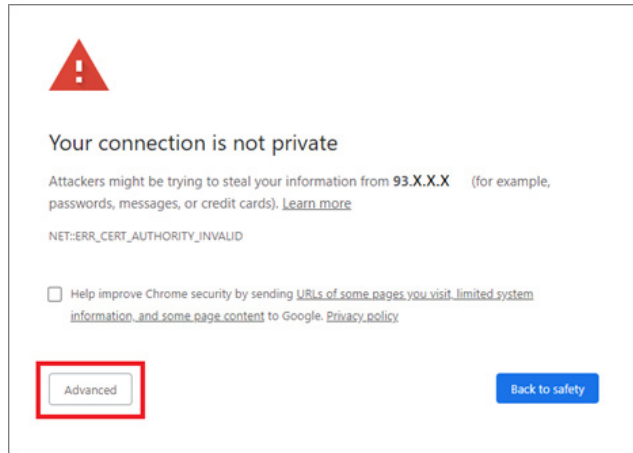 Your connection is not private
Attackers might be trying to steal your information from 93.X.X.X (for example,
passwords, messages, or credit cards). Learn more
NET::ERR_CERT_AUTHORITY_INVALID
Help improve Chrome security by sending URLs of some pages you visit, limited system
information, and some page content to Google. Privacy policy
Advanced
Back to safety